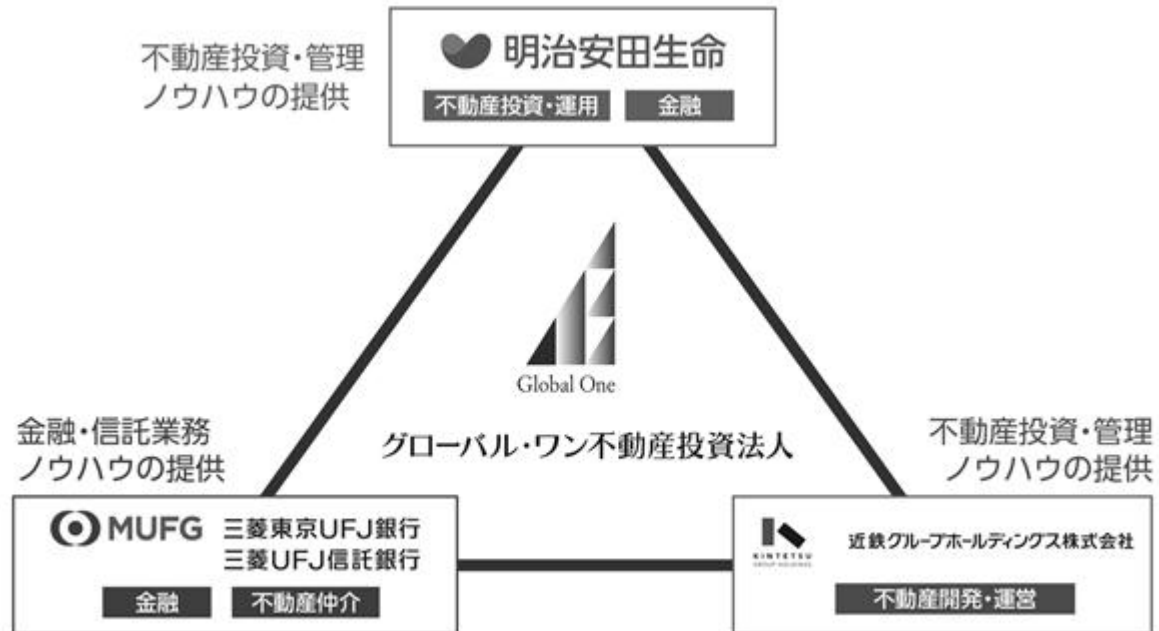 不動産投資・管理
ノウハウの提供
明治安田生命
不動産投資・運用
金融
Global One
グローバル・ワン不動産投資法人
金融・信託業務
ノウハウの提供
MUFG
三菱東京UFJ銀行
三菱UFJ信託銀行
金融
不動産仲介
不動産投資・管理
ノウハウの提供
KINTETSU
GROUP HOLDINGS
近鉄グループホールディングス株式会社
不動産開発・運営